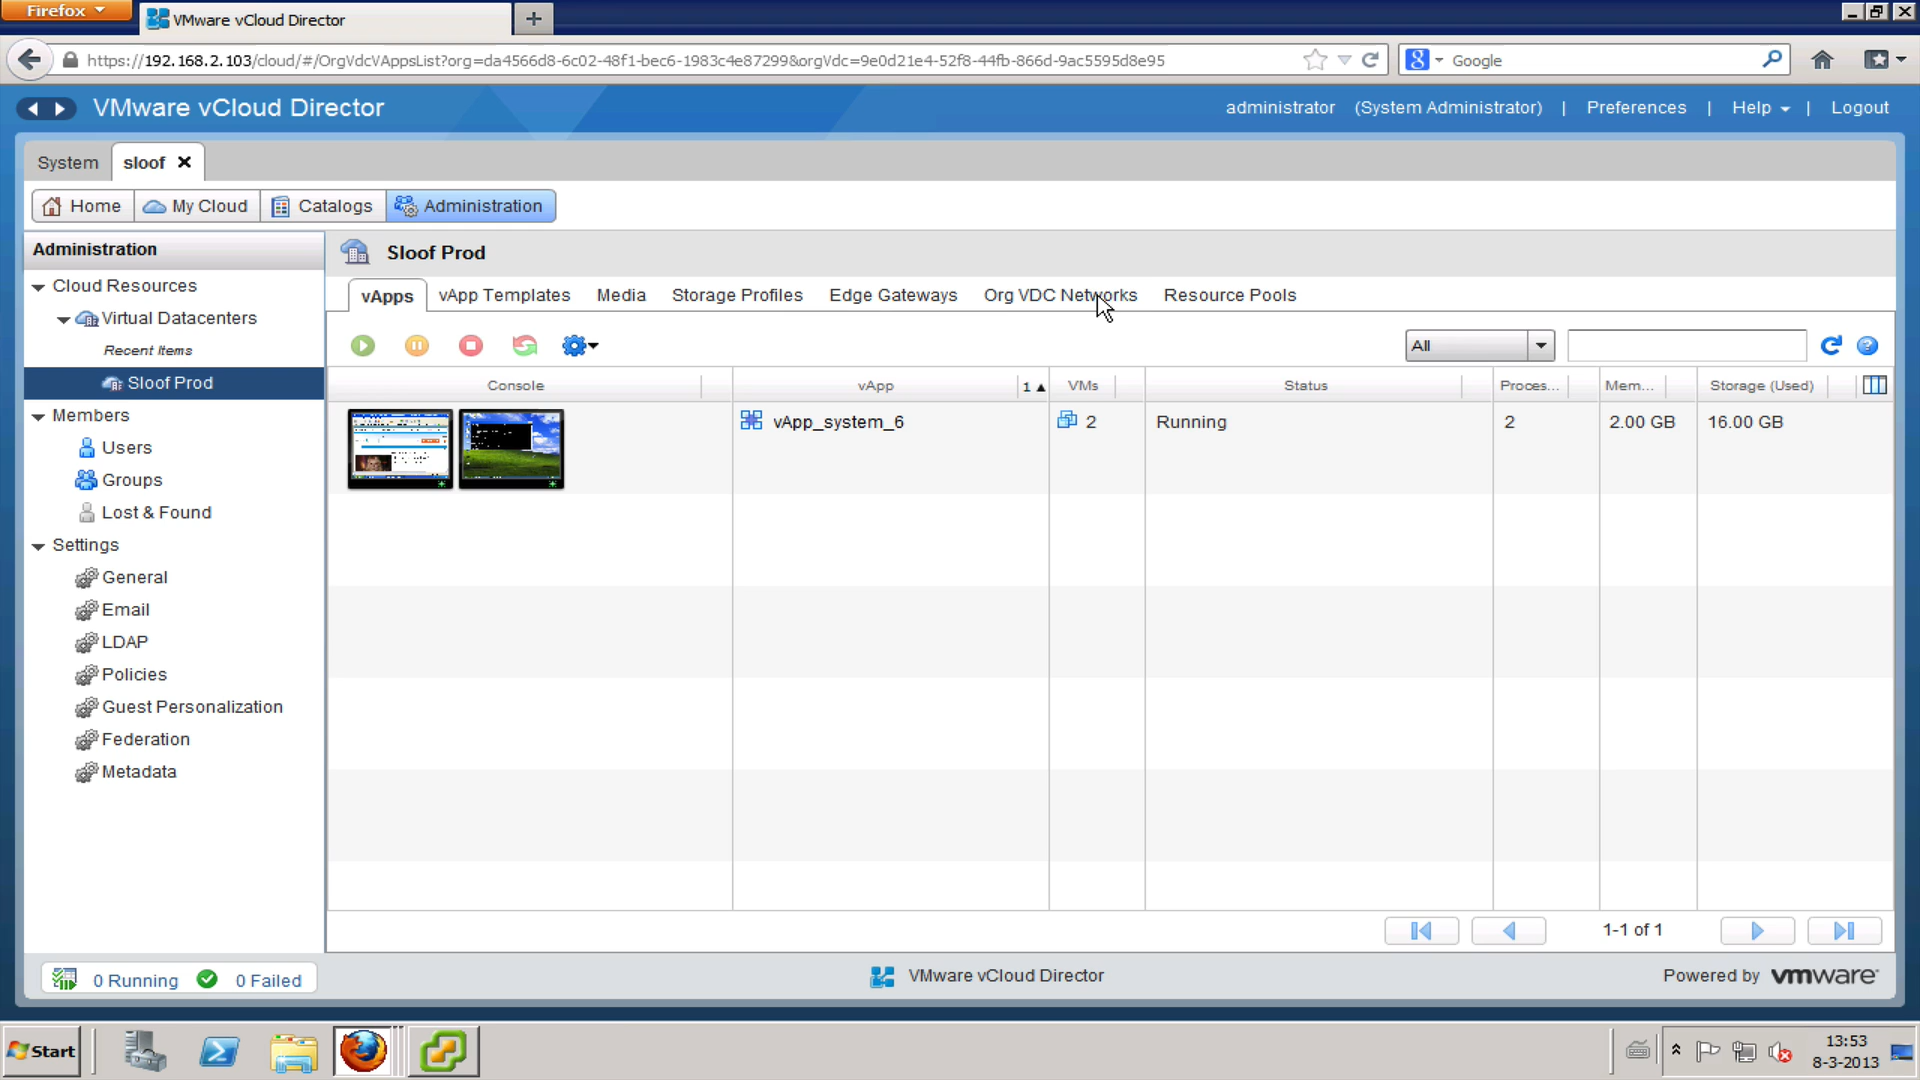 Firefox
VMware vCloud Director
https://192.168.2.103/cloud/#/OrgVdcVAppsList?org=da4566d8-6c02-48f1-bec6-1983c4e87299&orgVdc=9e0d21e4-52f8-44fb-866d-9ac5595d8e95
Google
VMware vCloud Director
administrator (System Administrator) | Preferences | Help | Logout
System
sloof
Home
My Cloud
Catalogs
Administration
Administration
Cloud Resources
Virtual Datacenters
Recent Items
Sloof Prod
Members
Users
Groups
Lost & Found
Settings
General
Email
LDAP
Policies
Guest Personalization
Federation
Metadata
Sloof Prod
vApps
vApp Templates
Media
Storage Profiles
Edge Gateways
Org VDC Networks
Resource Pools
All
Console
vApp
1
VMs
Status
Proces...
Mem...
Storage (Used)
vApp_system_6
2
Running
2
2.00 GB
16.00 GB
1-1 of 1
0 Running
0 Failed
VMware vCloud Director
Powered by vmware
Start
13:53
8-3-2013